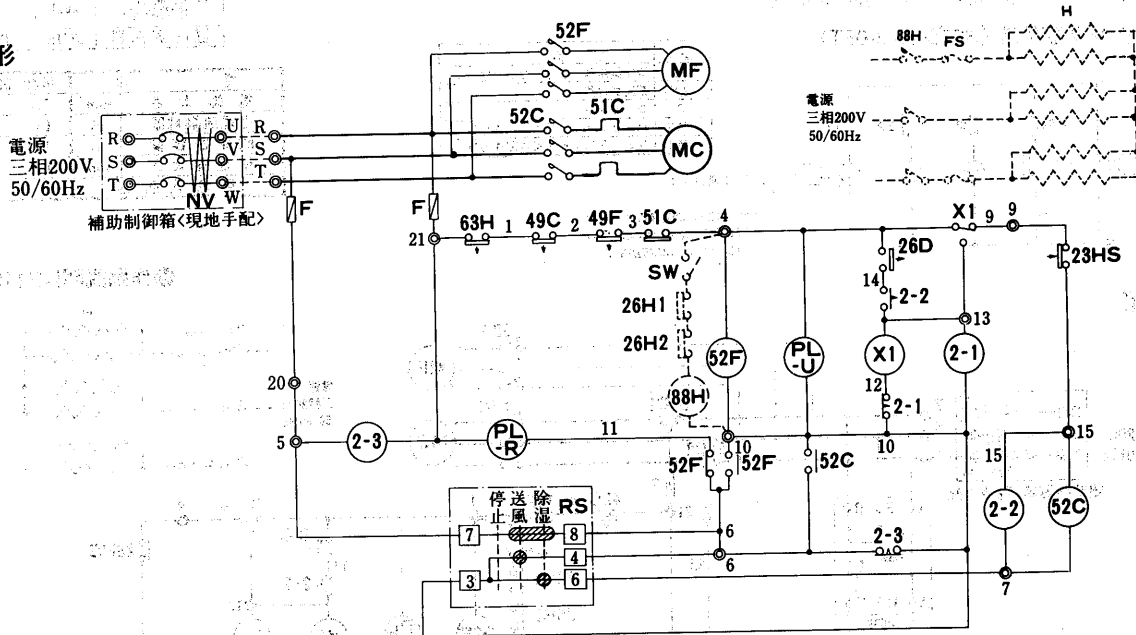 形
52F
MF
52C
51C
MC
電源
三相200V
50/60Hz
R
S
T
NV
U
V
W
R
S
T
補助制御箱〈現地手配〉
F
F
H
88H
FS
電源
三相200V
50/60Hz
21
63H
1
49C
2
49F
3
51C
4
X1
9
9
SW
26H1
26H2
88H
52F
PL
-U
26D
14
2-2
X1
12
2-1
13
2-1
23HS
20
5
2-3
PL
-R
11
10
10
52F
52F
52C
15
15
2-2
52C
停止
送風
除湿
RS
7
8
4
3
6
6
6
2-3
7